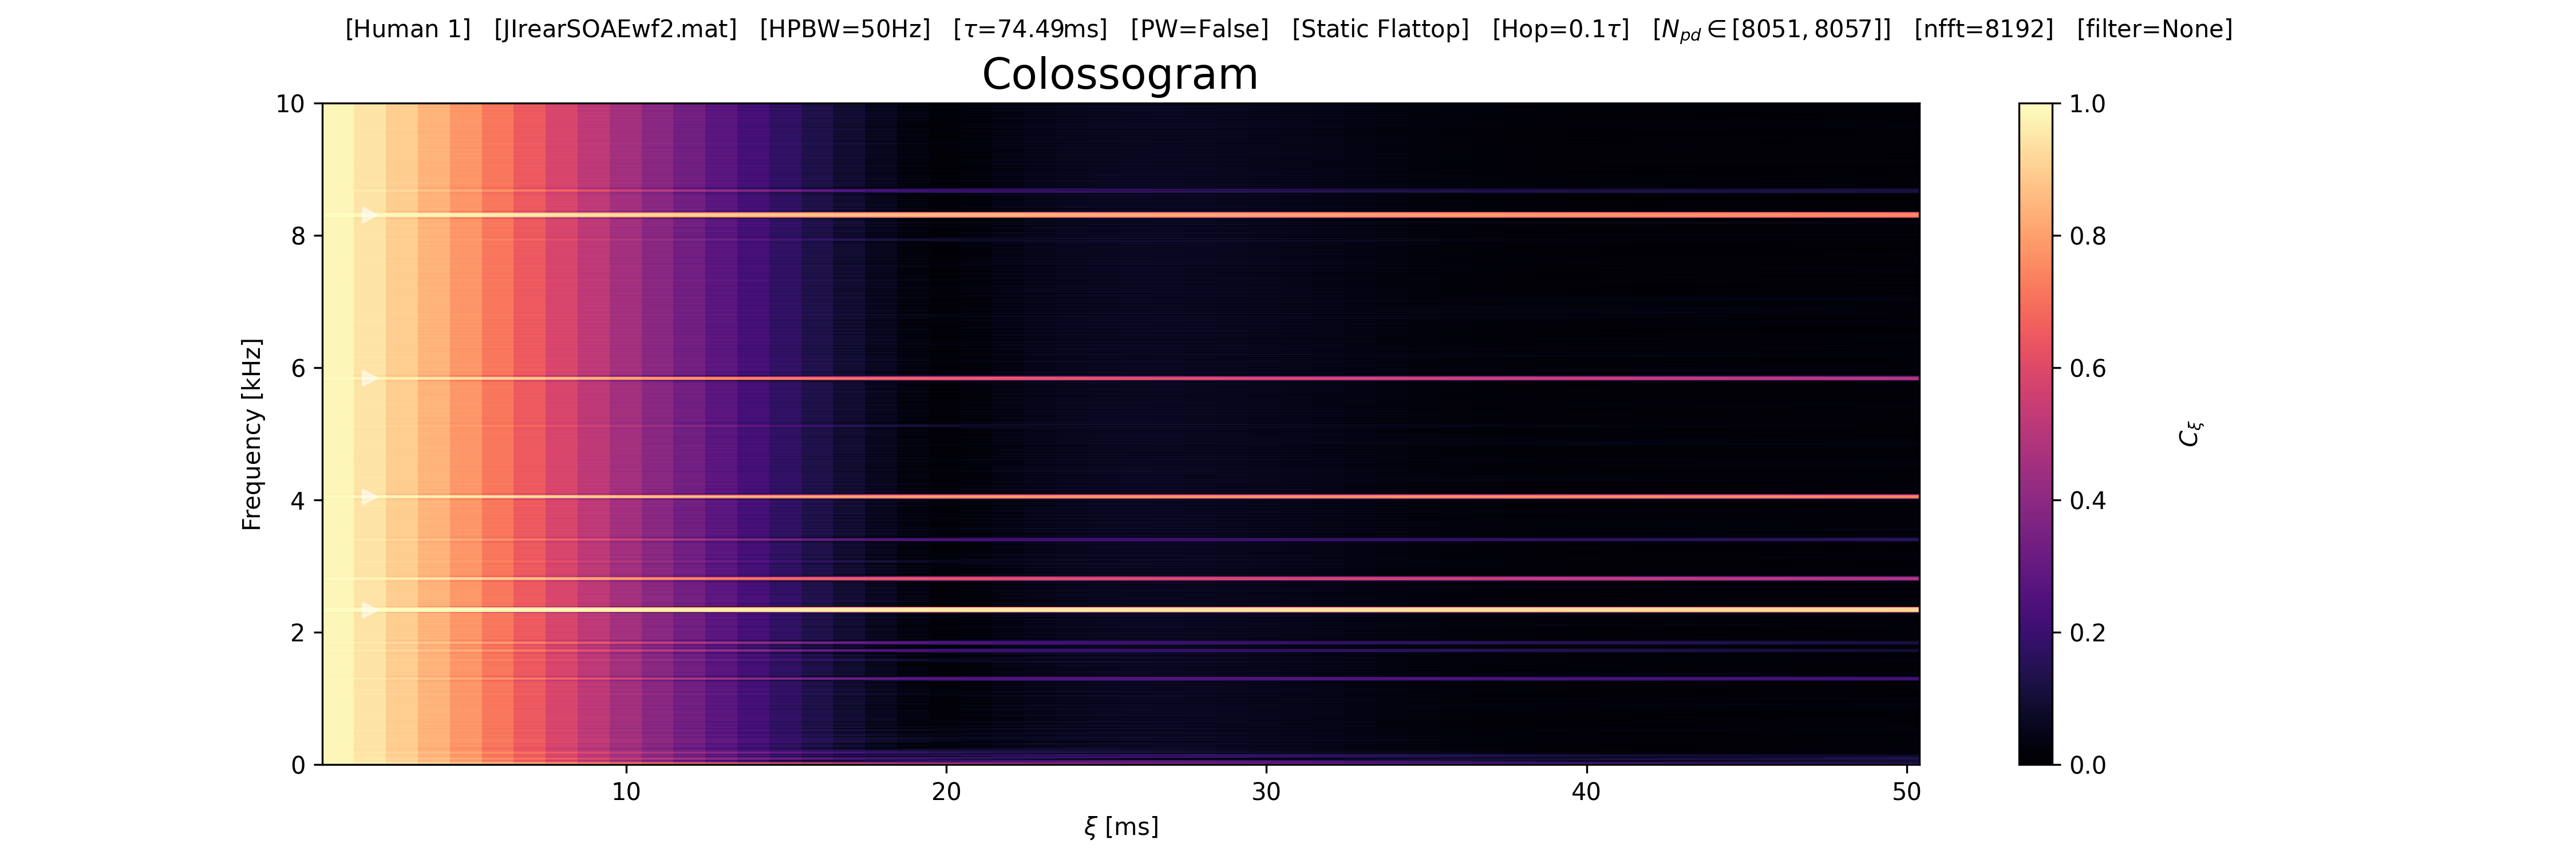 [Human 1] [JIrearSOAEwf2.mat] [HPBW=50Hz] [τ=74.49ms] [PW=False] [Static Flattop] [Hop=0.1τ] [N_pd ∈ [8051, 8057]] [nfft=8192] [filter=None]
Colossogram
10
8
6
4
2
0
Frequency [kHz]
10 20 30 40 50
ξ [ms]
1.0
0.8
0.6
0.4
0.2
0.0
C_ξ